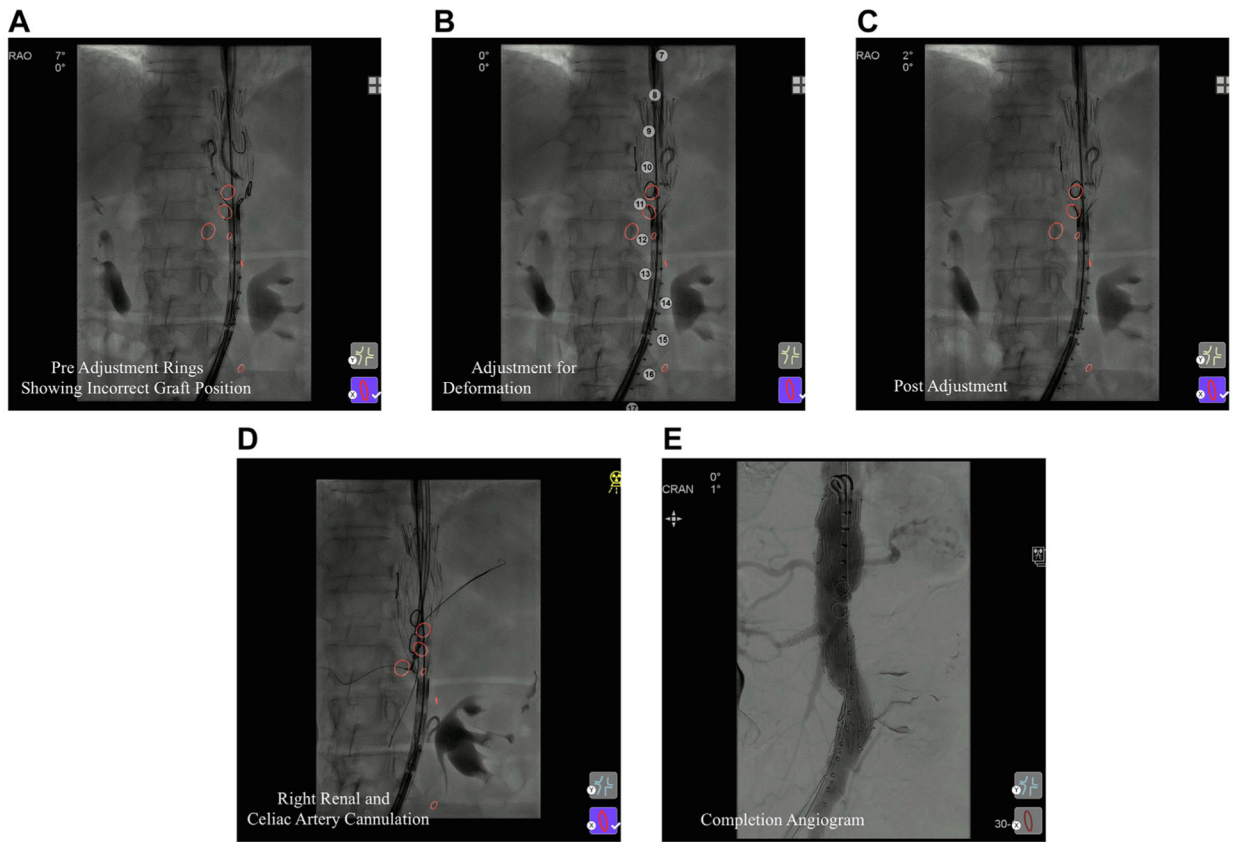 A
RAO 7°
0°
Y
X
Pre Adjustment Rings
Showing Incorrect Graft Position
B
0°
0°
7
8
9
10
11
12
13
14
15
16
17
Adjustment for
Deformation
C
RAO 2°
0°
Y
X
Post Adjustment
D
Y
X
Right Renal and
Celiac Artery Cannulation
E
0°
CRAN 1°
Y
30-
X
Completion Angiogram